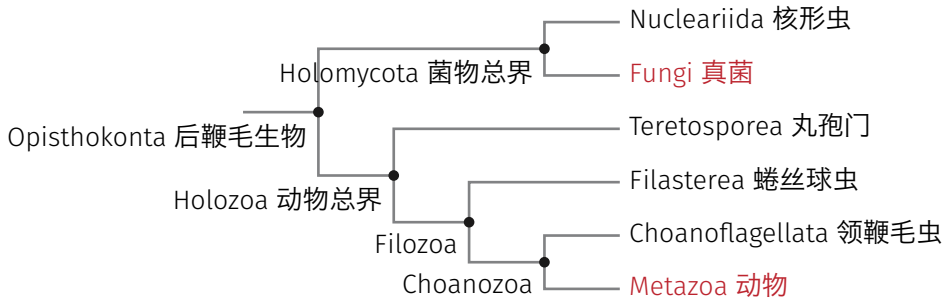 Nucleariida 核形虫
Holomycota 菌物总界
Fungi 真菌
Opisthokonta 后鞭毛生物
Teretosporea 丸孢门
Holozoa 动物总界
Filasterea 蜷丝球虫
Filozoa
Choanoflagellata 领鞭毛虫
Choanozoa
Metazoa 动物